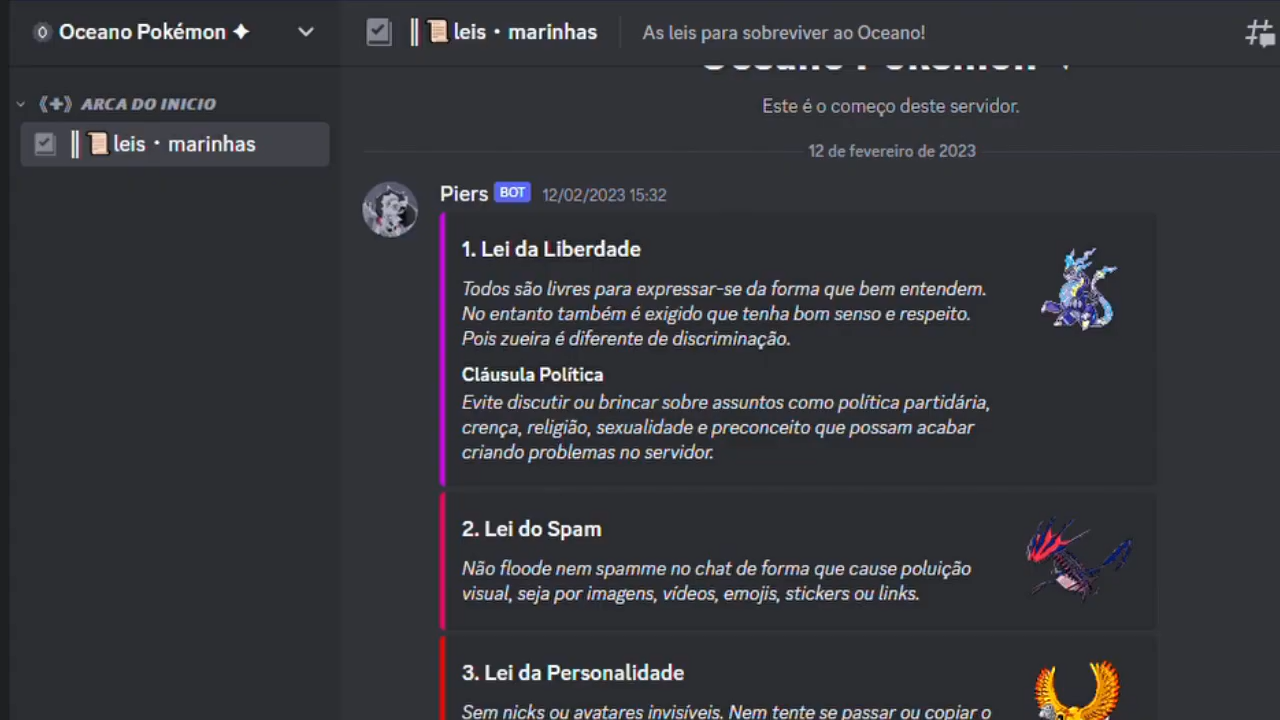 Oceano Pokémon ✦
leis • marinhas
As leis para sobreviver ao Oceano!
ARCA DO INICIO
leis • marinhas
Oceano Pokémon
Este é o começo deste servidor.
12 de fevereiro de 2023
Piers BOT 12/02/2023 15:32
1. Lei da Liberdade
Todos são livres para expressar-se da forma que bem entendem.
No entanto também é exigido que tenha bom senso e respeito.
Pois zueira é diferente de discriminação.
Cláusula Política
Evite discutir ou brincar sobre assuntos como política partidária,
crença, religião, sexualidade e preconceito que possam acabar
criando problemas no servidor.
2. Lei do Spam
Não floode nem spamme no chat de forma que cause poluição
visual, seja por imagens, vídeos, emojis, stickers ou links.
3. Lei da Personalidade
Sem nicks ou avatares invisíveis. Nem tente se passar ou copiar o